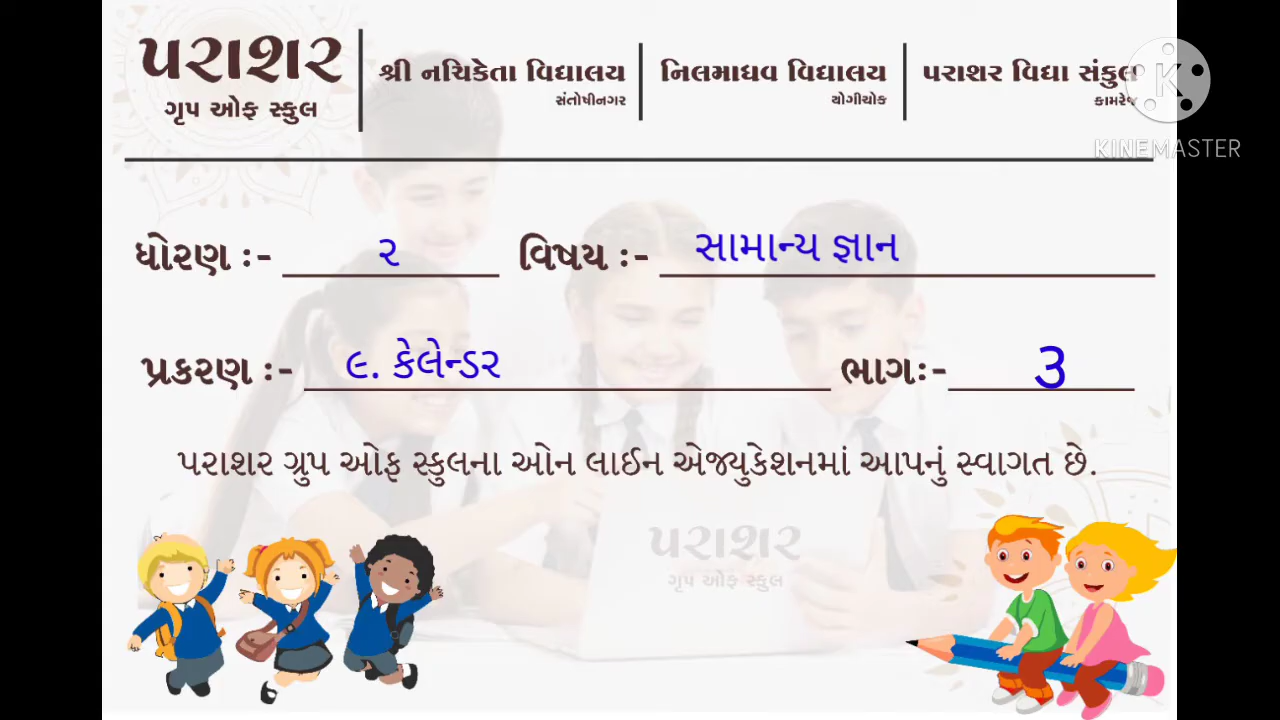 પરાશર
ગૃપ ઓફ સ્કુલ
શ્રી નચિકેતા વિદ્યાલય
સંતોષીનગર
નિલમાધવ વિદ્યાલય
યોગીચોક
પરાશર વિદ્યા સંકુલ
કામરેજ
K
KINEMASTER
ધોરણ :- ૨ વિષય :- સામાન્ય જ્ઞાન
પ્રકરણ :- ૯. કેલેન્ડર ભાગઃ- ૩
પરાશર ગ્રુપ ઓફ સ્કુલના ઓન લાઈન એજ્યુકેશનમાં આપનું સ્વાગત છે.
પરાશર
ગૃપ ઓફ સ્કુલ